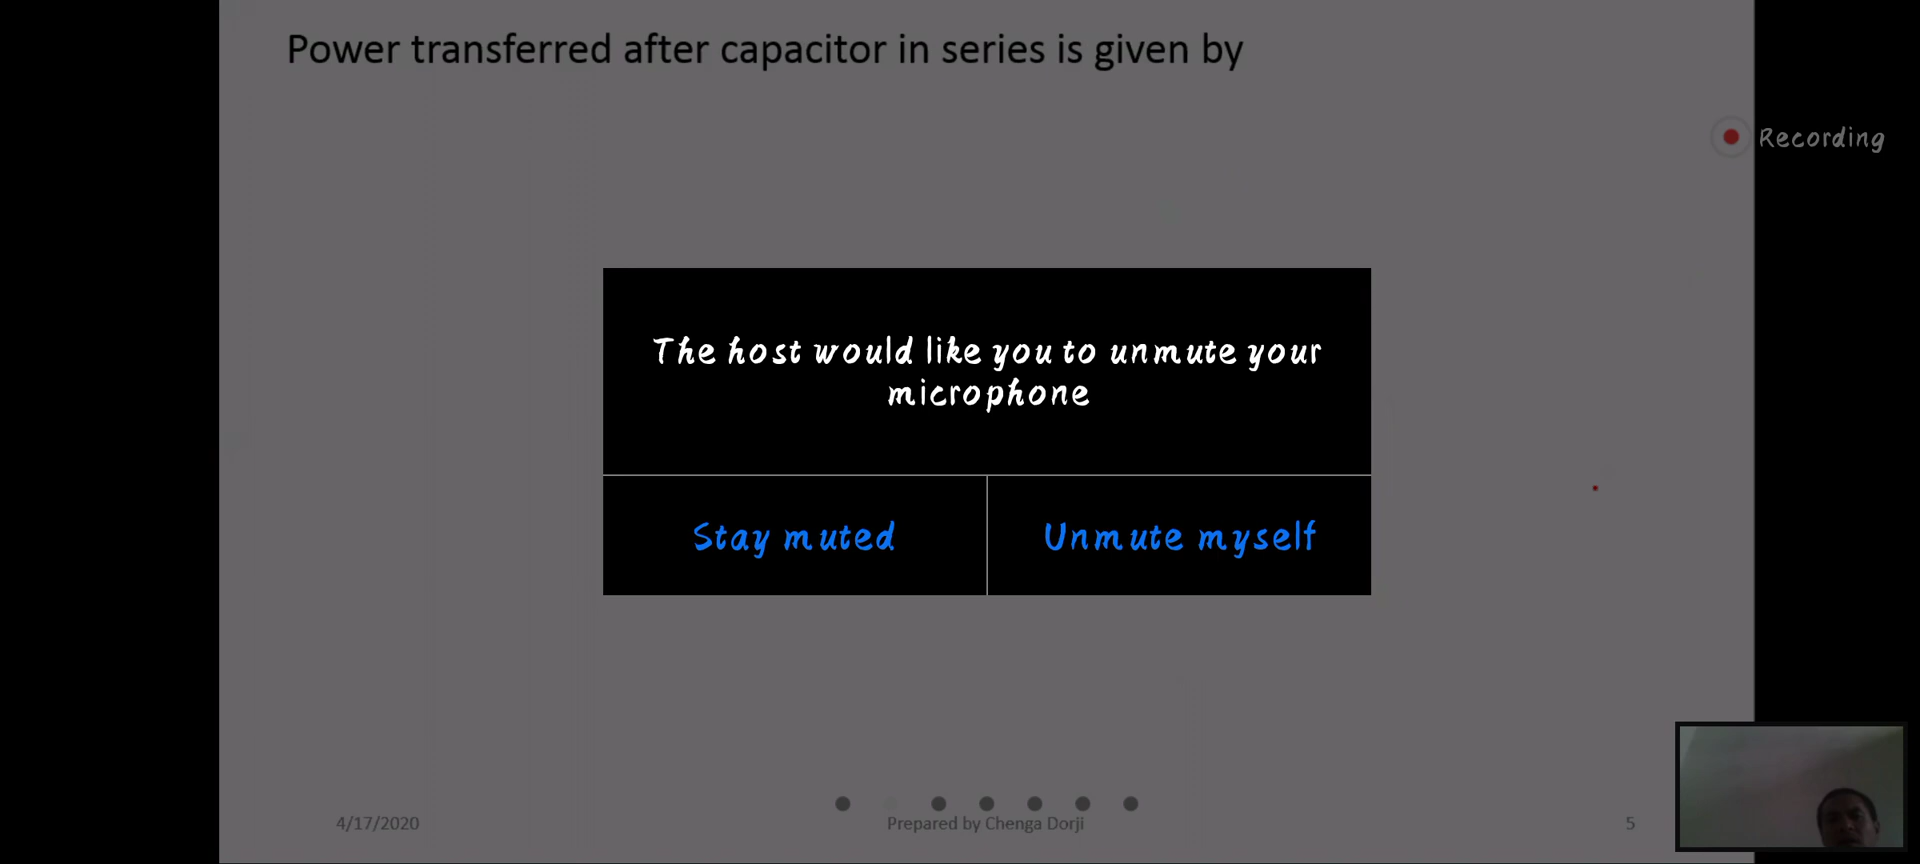 Power transferred after capacitor in series is given by
Recording
The host would like you to unmute your
microphone
Stay muted
Unmute myself
4/17/2020
Prepared by Chenga Dorji
5